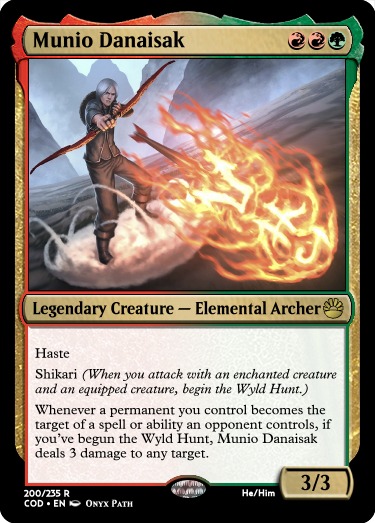 Munio Danaisak
Legendary Creature — Elemental Archer
Haste
Shikari (When you attack with an enchanted creature
and an equipped creature, begin the Wyld Hunt.)
Whenever a permanent you control becomes the
target of a spell or ability an opponent controls, if
you've begun the Wyld Hunt, Munio Danaisak
deals 3 damage to any target.
3/3
200/235 R
He/Him
COD • EN Onyx Path